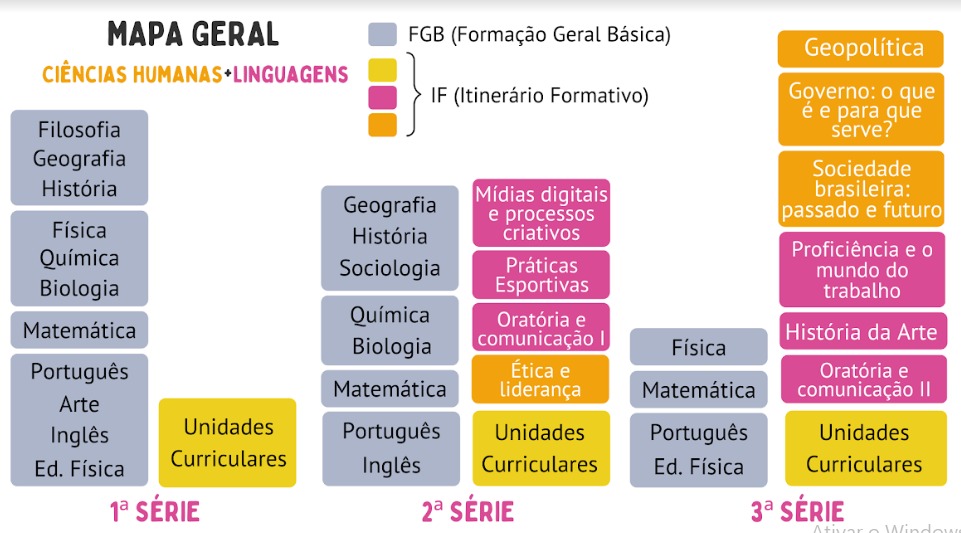 MAPA GERAL
CIÊNCIAS HUMANAS+LINGUAGENS
FGB (Formação Geral Básica)
IF (Itinerário Formativo)
Filosofia
Geografia
História
Física
Química
Biologia
Matemática
Português
Arte
Inglês
Ed. Física
Unidades
Curriculares
1ª SÉRIE
Geografia
História
Sociologia
Química
Biologia
Matemática
Português
Inglês
Mídias digitais
e processos
criativos
Práticas
Esportivas
Oratória e
comunicação I
Ética e
liderança
Unidades
Curriculares
2ª SÉRIE
Física
Matemática
Português
Ed. Física
Geopolítica
Governo: o que
é e para que
serve?
Sociedade
brasileira:
passado e futuro
Proficiência e o
mundo do
trabalho
História da Arte
Oratória e
comunicação II
Unidades
Curriculares
3ª SÉRIE
Ativar o Windows